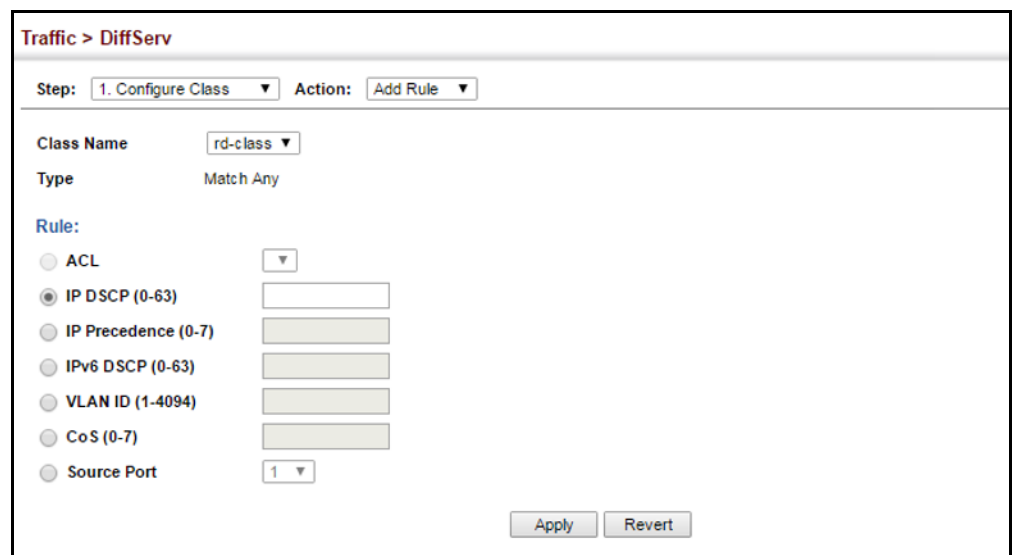 Traffic > DiffServ
Step: 1. Configure Class Action: Add Rule
Class Name rd-class
Type Match Any
Rule:
ACL
IP DSCP (0-63)
IP Precedence (0-7)
IPv6 DSCP (0-63)
VLAN ID (1-4094)
CoS (0-7)
Source Port 1
Apply Revert